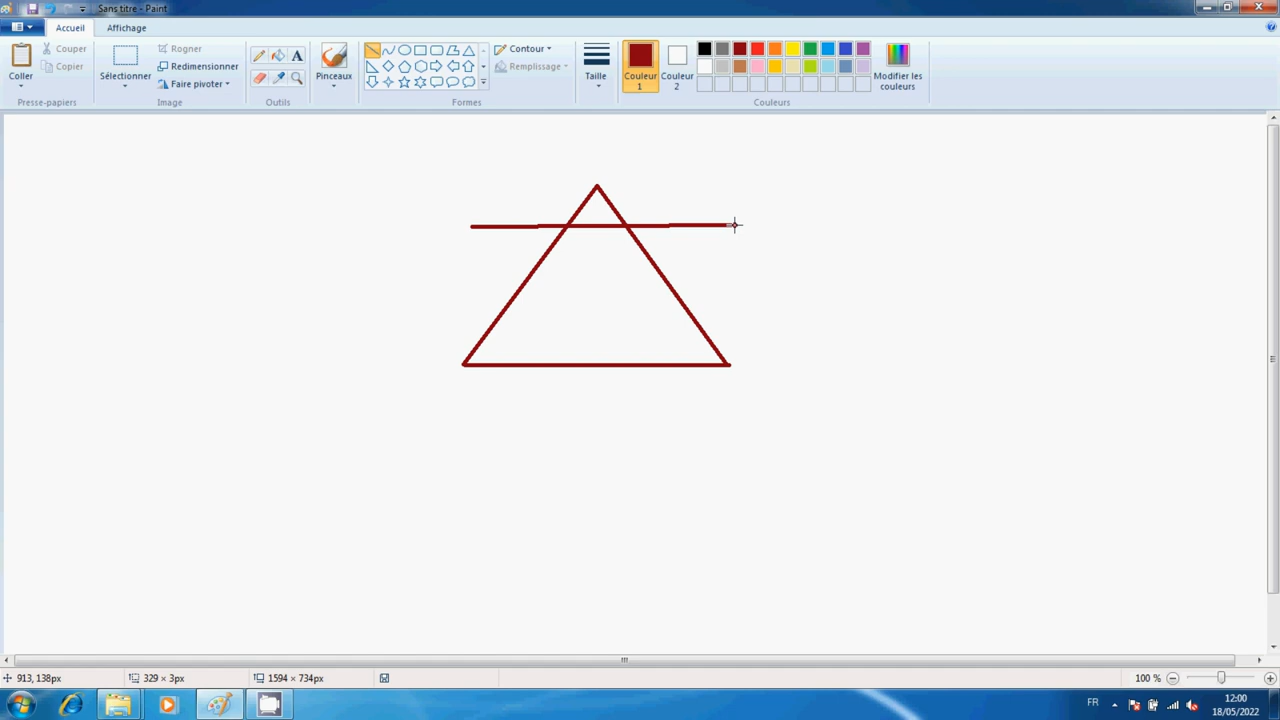 Sans titre - Paint
Accueil
Affichage
Coller
Couper
Copier
Presse-papiers
Sélectionner
Rogner
Redimensionner
Faire pivoter
Image
A
Outils
Pinceaux
Contour
Remplissage
Formes
Taille
Couleur
1
Couleur
2
Modifier les
couleurs
Couleurs
913, 138px
329 × 3px
1594 × 734px
100 %
FR
12:00
18/05/2022